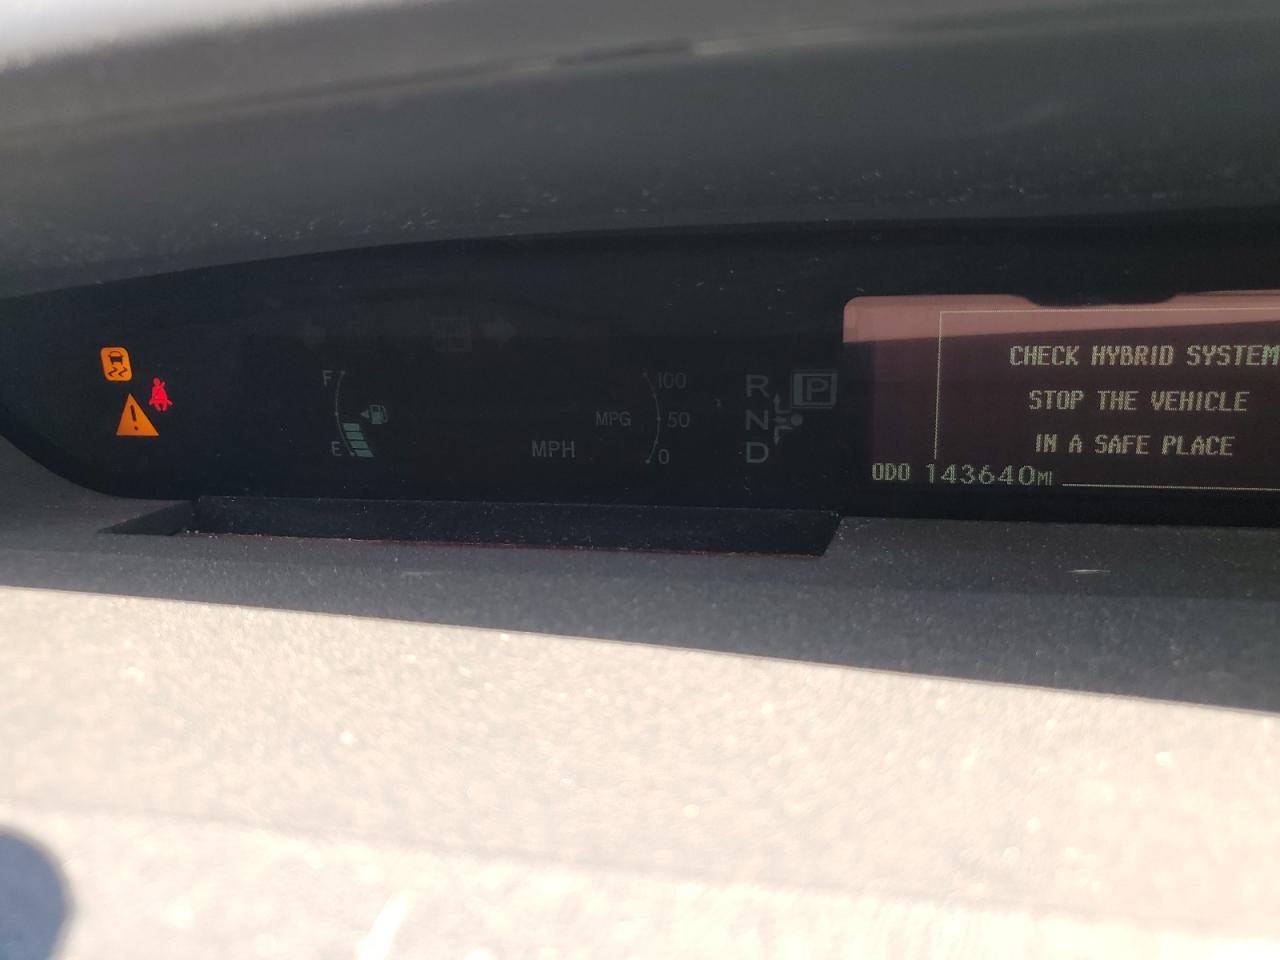 F
E
MPH
MPG
100
50
0
R
N
D
P
CHECK HYBRID SYSTEM
STOP THE VEHICLE
IN A SAFE PLACE
ODO 143640MI